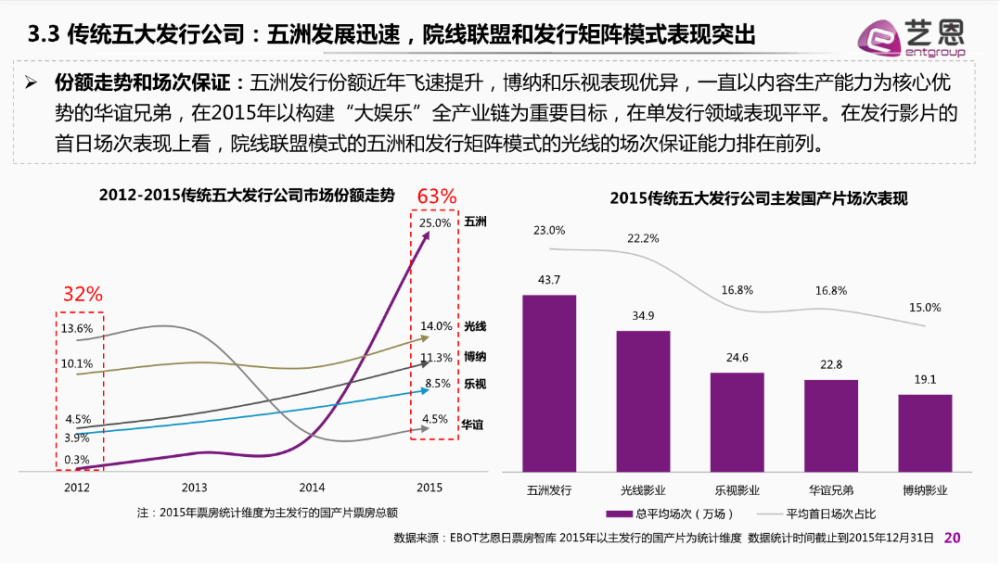 3.3 传统五大发行公司：五洲发展迅速，院线联盟和发行矩阵模式表现突出
艺恩
entgroup
➢ 份额走势和场次保证：五洲发行份额近年飞速提升，博纳和乐视表现优异，一直以内容生产能力为核心优
势的华谊兄弟，在2015年以构建“大娱乐”全产业链为重要目标，在单发行领域表现平平。在发行影片的
首日场次表现上看，院线联盟模式的五洲和发行矩阵模式的光线的场次保证能力排在前列。
2012-2015传统五大发行公司市场份额走势
63%
25.0% 五洲
32%
13.6%
14.0% 光线
10.1%
11.3% 博纳
8.5% 乐视
4.5%
4.5% 华谊
3.9%
0.3%
2012 2013 2014 2015
注：2015年票房统计维度为主发行的国产片票房总额
2015传统五大发行公司主发国产片场次表现
23.0% 22.2% 16.8% 16.8% 15.0%
43.7 34.9 24.6 22.8 19.1
五洲发行 光线影业 乐视影业 华谊兄弟 博纳影业
总平均场次（万场） 平均首日场次占比
数据来源：EBOT艺恩日票房智库 2015年以主发行的国产片为统计维度 数据统计时间截止到2015年12月31日 20